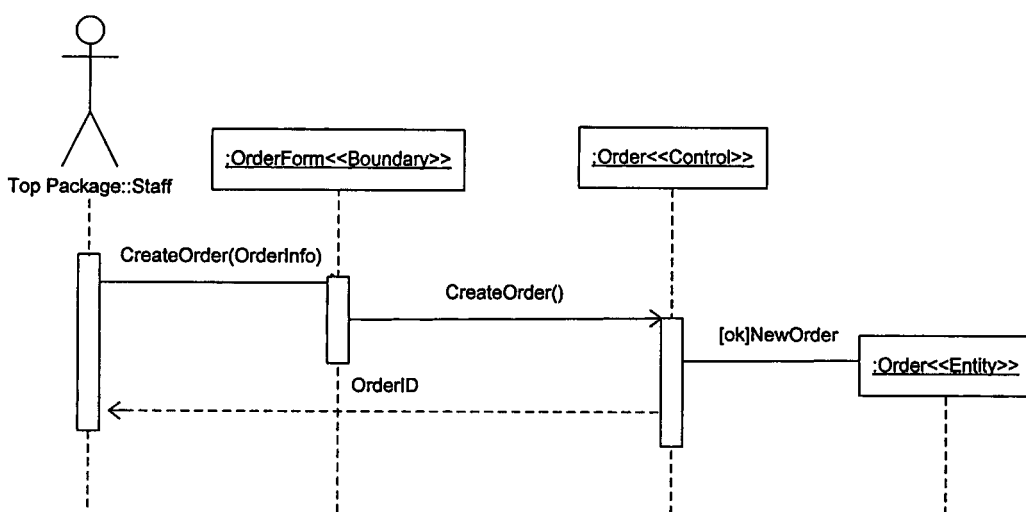 Top Package::Staff
:OrderForm<<Boundary>>
:Order<<Control>>
CreateOrder(OrderInfo)
CreateOrder()
[ok]NewOrder
:Order<<Entity>>
OrderID